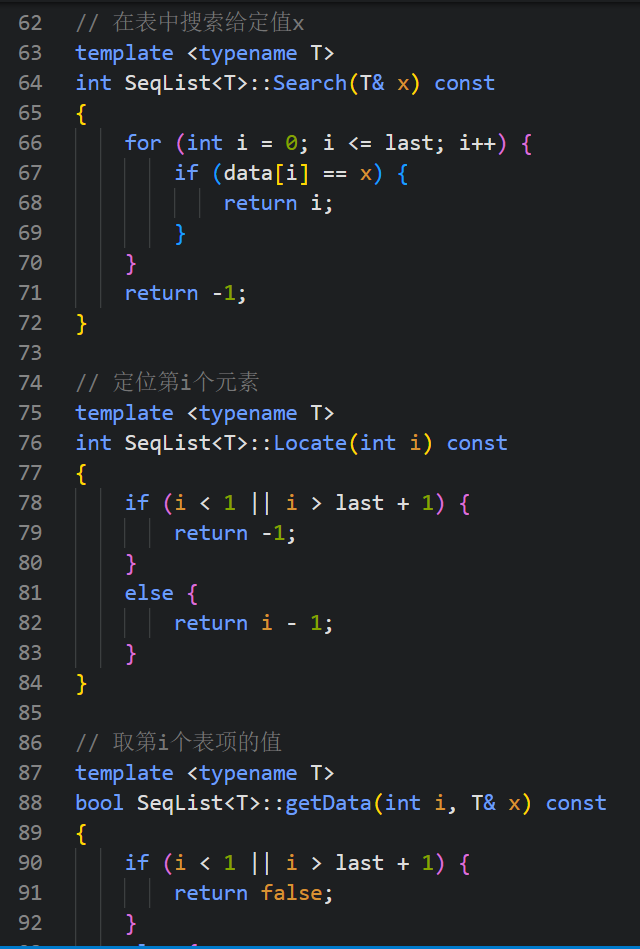 62 // 在表中搜索给定值x
63 template <typename T>
64 int SeqList<T>::Search(T& x) const
65 {
66     for (int i = 0; i <= last; i++) {
67         if (data[i] == x) {
68             return i;
69         }
70     }
71     return -1;
72 }
73
74 // 定位第i个元素
75 template <typename T>
76 int SeqList<T>::Locate(int i) const
77 {
78     if (i < 1 || i > last + 1) {
79         return -1;
80     }
81     else {
82         return i - 1;
83     }
84 }
85
86 // 取第i个表项的值
87 template <typename T>
88 bool SeqList<T>::getData(int i, T& x) const
89 {
90     if (i < 1 || i > last + 1) {
91         return false;
92     }